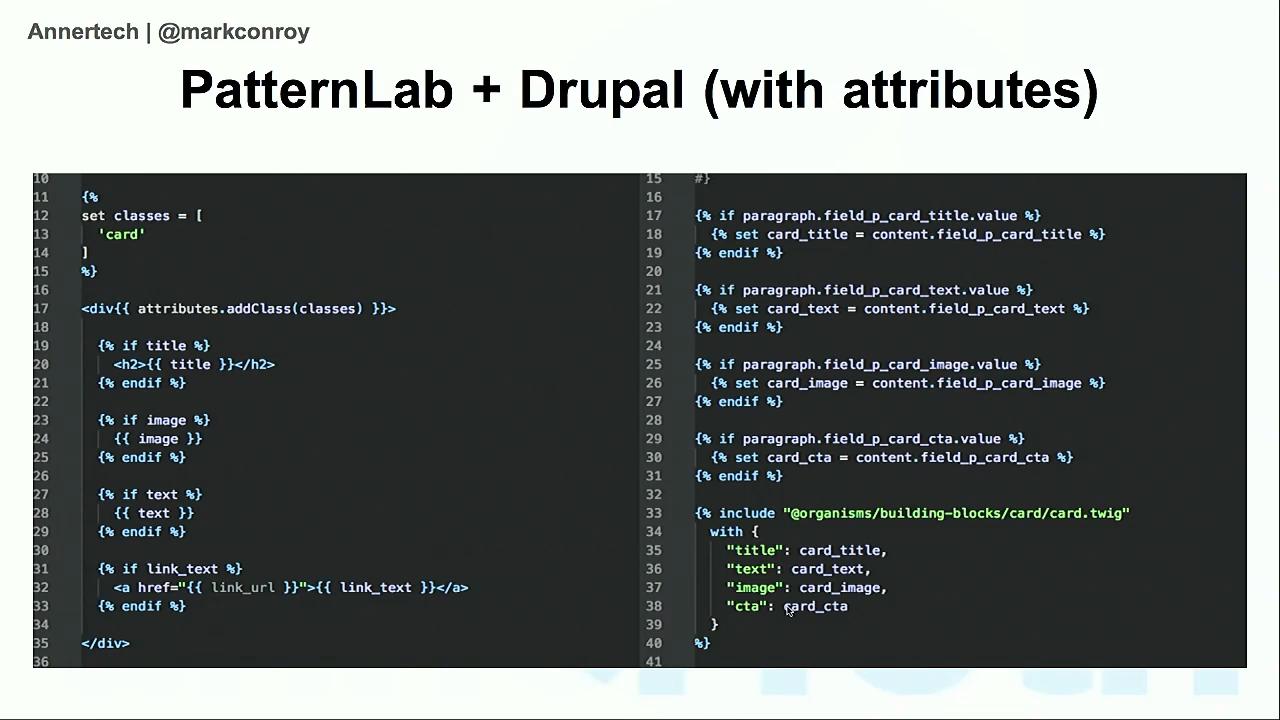 Annertech | @markconroy
PatternLab + Drupal (with attributes)
10
11 {%
12 set classes = [
13 'card'
14 ]
15 %}
16
17 <div{{ attributes.addClass(classes) }}>
18
19 {% if title %}
20 <h2>{{ title }}</h2>
21 {% endif %}
22
23 {% if image %}
24 {{ image }}
25 {% endif %}
26
27 {% if text %}
28 {{ text }}
29 {% endif %}
30
31 {% if link_text %}
32 <a href="{{ link_url }}">{{ link_text }}</a>
33 {% endif %}
34
35 </div>
36
15 #}
16
17 {% if paragraph.field_p_card_title.value %}
18 {% set card_title = content.field_p_card_title %}
19 {% endif %}
20
21 {% if paragraph.field_p_card_text.value %}
22 {% set card_text = content.field_p_card_text %}
23 {% endif %}
24
25 {% if paragraph.field_p_card_image.value %}
26 {% set card_image = content.field_p_card_image %}
27 {% endif %}
28
29 {% if paragraph.field_p_card_cta.value %}
30 {% set card_cta = content.field_p_card_cta %}
31 {% endif %}
32
33 {% include "@organisms/building-blocks/card/card.twig"
34 with {
35 "title": card_title,
36 "text": card_text,
37 "image": card_image,
38 "cta": card_cta
39 }
40 %}
41